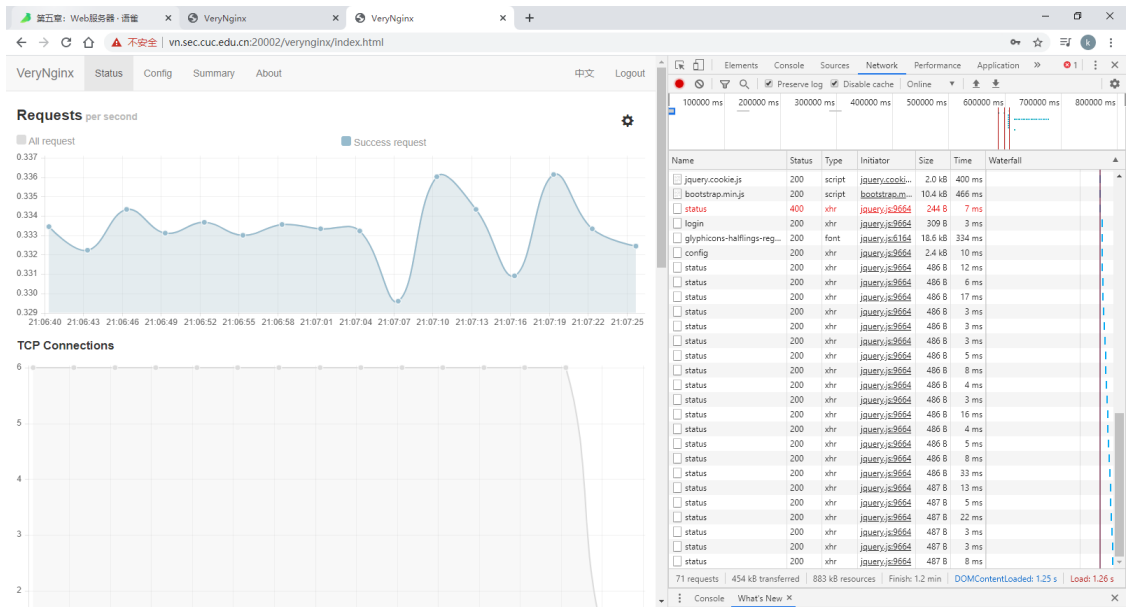 第五章：Web服务器 · 语雀 × VeryNginx × VeryNginx × +
不安全 | vn.sec.cuc.edu.cn:20002/verynginx/index.html k
VeryNginx Status Config Summary About 中文 Logout
Elements Console Sources Network Performance Application » 1
Preserve log Disable cache Online
100000 ms 200000 ms 300000 ms 400000 ms 500000 ms 600000 ms 700000 ms 800000 ms
Requests per second
All request Success request
0.337
0.336
0.335
0.334
0.333
0.332
0.331
0.330
0.329
21:06:40 21:06:43 21:06:46 21:06:49 21:06:52 21:06:55 21:06:58 21:07:01 21:07:04 21:07:07 21:07:10 21:07:13 21:07:16 21:07:19 21:07:22 21:07:25
TCP Connections
6
5
4
3
2
Name Status Type Initiator Size Time Waterfall
jquery.cookie.js 200 script jquery.cooki... 2.0 kB 400 ms
bootstrap.min.js 200 script bootstrap.m... 10.4 kB 466 ms
status 400 xhr jquery.js:9664 244 B 7 ms
login 200 xhr jquery.js:9664 309 B 3 ms
glyphicons-halflings-reg... 200 font jquery.js:6164 18.6 kB 334 ms
config 200 xhr jquery.js:9664 2.4 kB 10 ms
status 200 xhr jquery.js:9664 486 B 12 ms
status 200 xhr jquery.js:9664 486 B 6 ms
status 200 xhr jquery.js:9664 486 B 17 ms
status 200 xhr jquery.js:9664 486 B 3 ms
status 200 xhr jquery.js:9664 486 B 3 ms
status 200 xhr jquery.js:9664 486 B 3 ms
status 200 xhr jquery.js:9664 486 B 5 ms
status 200 xhr jquery.js:9664 486 B 8 ms
status 200 xhr jquery.js:9664 486 B 4 ms
status 200 xhr jquery.js:9664 486 B 3 ms
status 200 xhr jquery.js:9664 486 B 16 ms
status 200 xhr jquery.js:9664 486 B 4 ms
status 200 xhr jquery.js:9664 486 B 5 ms
status 200 xhr jquery.js:9664 486 B 8 ms
status 200 xhr jquery.js:9664 486 B 33 ms
status 200 xhr jquery.js:9664 487 B 13 ms
status 200 xhr jquery.js:9664 487 B 5 ms
status 200 xhr jquery.js:9664 487 B 22 ms
status 200 xhr jquery.js:9664 487 B 3 ms
status 200 xhr jquery.js:9664 487 B 3 ms
status 200 xhr jquery.js:9664 487 B 8 ms
71 requests 454 kB transferred 883 kB resources Finish: 1.2 min DOMContentLoaded: 1.25 s Load: 1.26 s
Console What's New ×